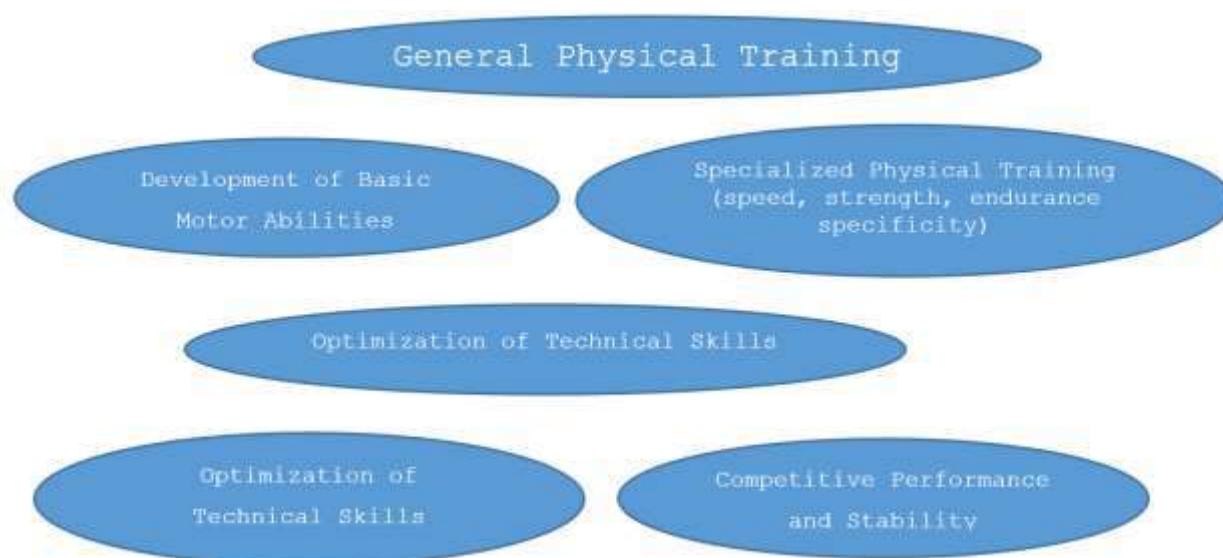 General Physical Training
Development of Basic
Motor Abilities
Specialized Physical Training
(speed, strength, endurance
specificity)
Optimization of Technical Skills
Optimization of
Technical Skills
Competitive Performance
and Stability